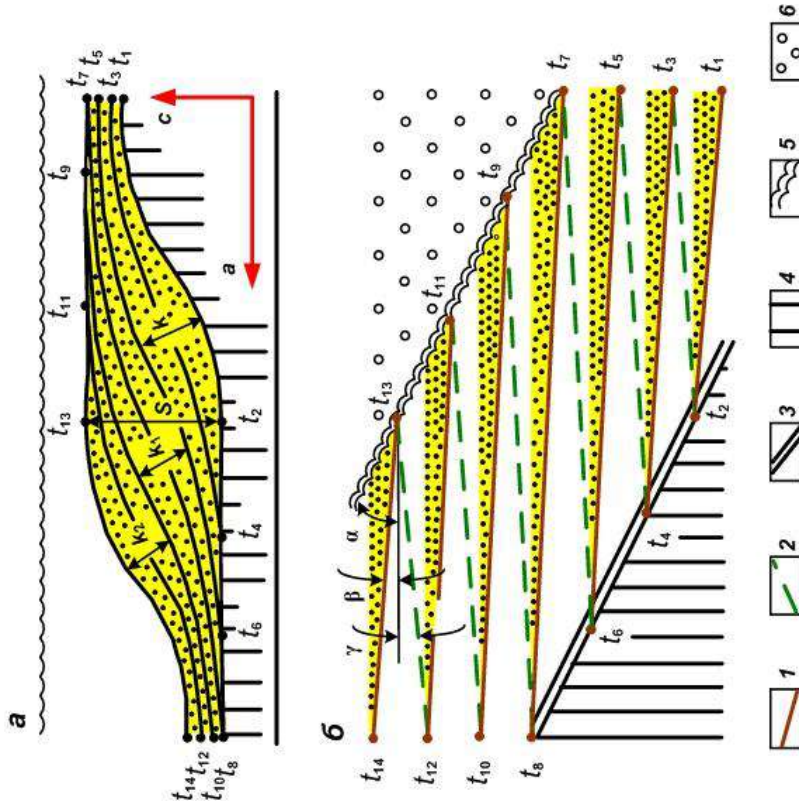 а
t₇
t₅
t₃
t₁
t₉
t₁₁
t₁₃
c
a
k
S
k₁
k₂
t₂
t₄
t₆
t₁₄
t₁₂
t₁₀
t₈
б
t₇
t₅
t₃
t₁
t₉
t₁₁
t₁₃
α
β
γ
t₂
t₄
t₆
t₁₄
t₁₂
t₁₀
t₈
1
2
3
4
5
6